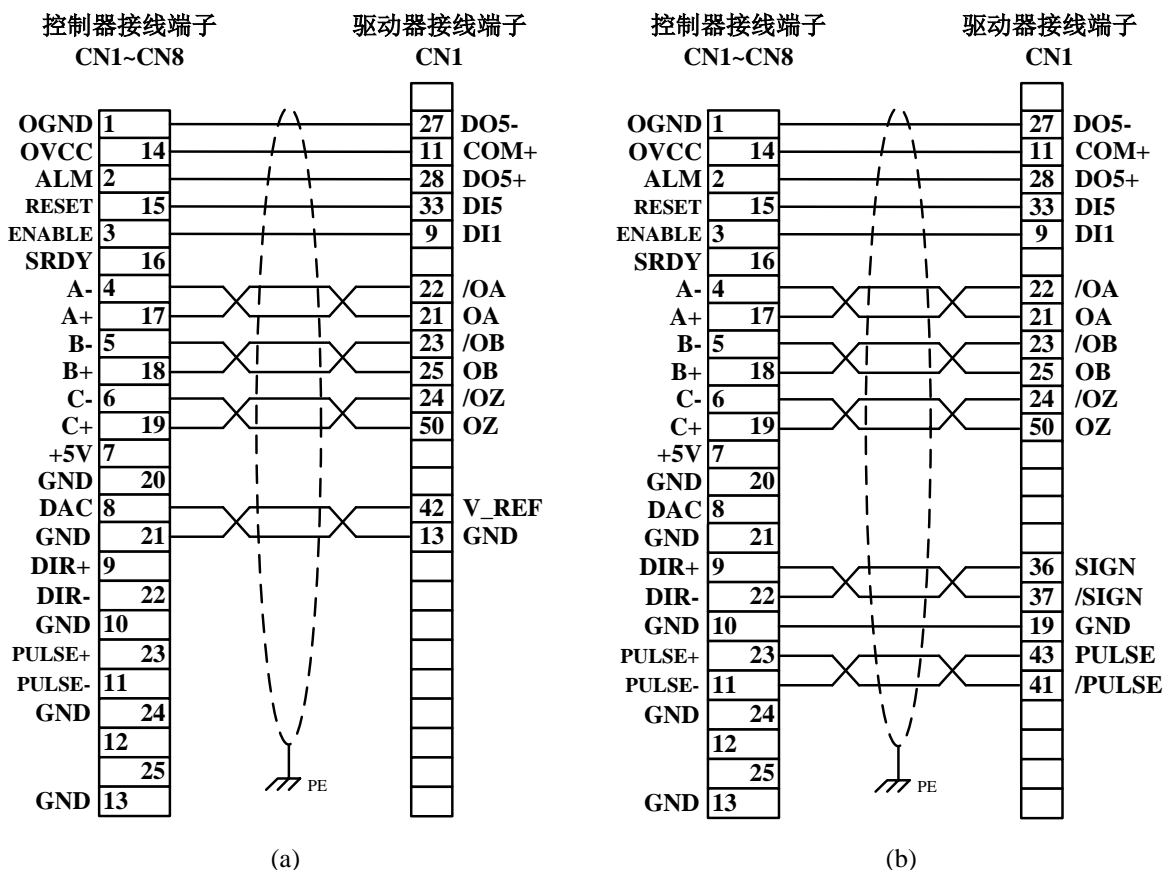 控制器接线端子 驱动器接线端子
CN1~CN8 CN1
OGND 1 27 DO5-
OVCC 14 11 COM+
ALM 2 28 DO5+
RESET 15 33 DI5
ENABLE 3 9 DI1
SRDY 16
A- 4 22 /OA
A+ 17 21 OA
B- 5 23 /OB
B+ 18 25 OB
C- 6 24 /OZ
C+ 19 50 OZ
+5V 7
GND 20
DAC 8 42 V_REF
GND 21 13 GND
DIR+ 9
DIR- 22
GND 10
PULSE+ 23
PULSE- 11
GND 24
12
25
GND 13
PE
(a)
控制器接线端子 驱动器接线端子
CN1~CN8 CN1
OGND 1 27 DO5-
OVCC 14 11 COM+
ALM 2 28 DO5+
RESET 15 33 DI5
ENABLE 3 9 DI1
SRDY 16
A- 4 22 /OA
A+ 17 21 OA
B- 5 23 /OB
B+ 18 25 OB
C- 6 24 /OZ
C+ 19 50 OZ
+5V 7
GND 20
DAC 8
GND 21
DIR+ 9 36 SIGN
DIR- 22 37 /SIGN
GND 10 19 GND
PULSE+ 23 43 PULSE
PULSE- 11 41 /PULSE
GND 24
12
25
GND 13
PE
(b)